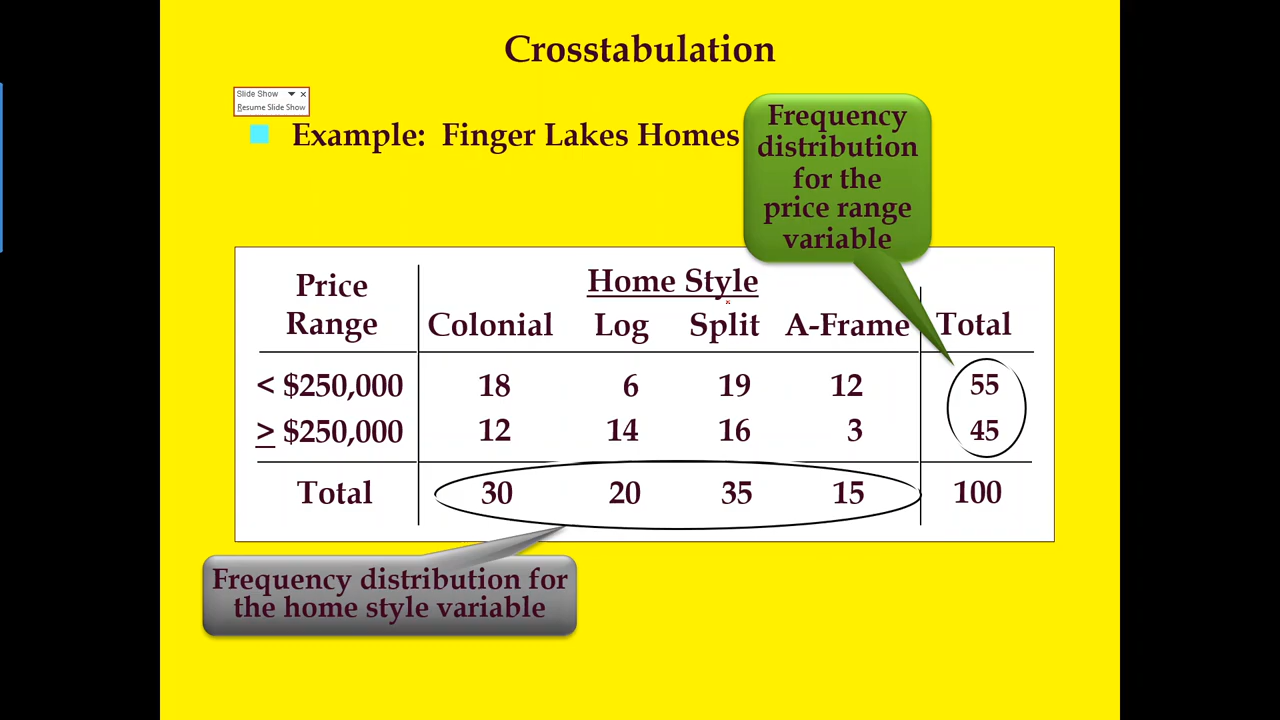 Crosstabulation
Slide Show
Resume Slide Show
Example: Finger Lakes Homes
Frequency
distribution
for the
price range
variable
Price Home Style
Range Colonial Log Split A-Frame Total
< $250,000 18 6 19 12 55
> $250,000 12 14 16 3 45
Total 30 20 35 15 100
Frequency distribution for
the home style variable